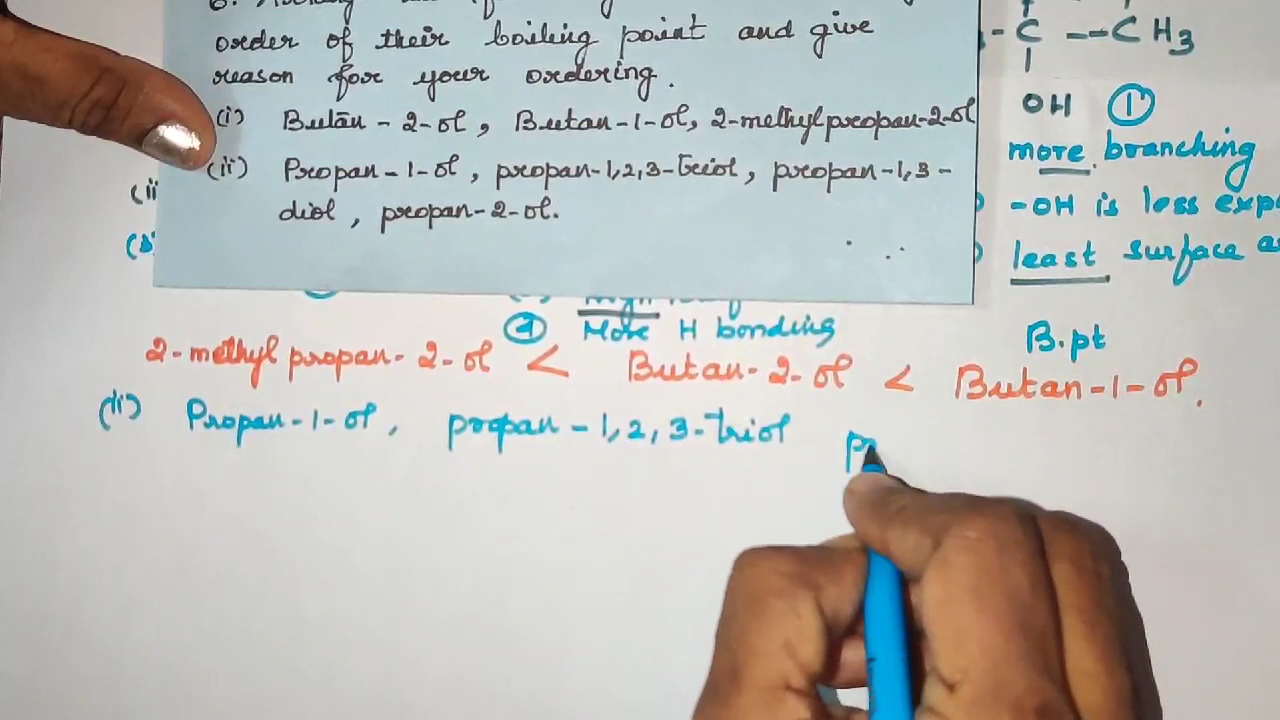 order of their boiling point and give
reason for your ordering.
(i) Butan-2-ol, Butan-1-ol, 2-methylpropan-2-ol
(ii) Propan-1-ol, propan-1,2,3-triol, propan-1,3-
diol, propan-2-ol.
-C--CH3
OH ①
more branching
-OH is less
least surface
② More H bonding
B.pt
2-methyl propan-2-ol < Butan-2-ol < Butan-1-ol.
(ii) Propan-1-ol, propan-1,2,3-triol p